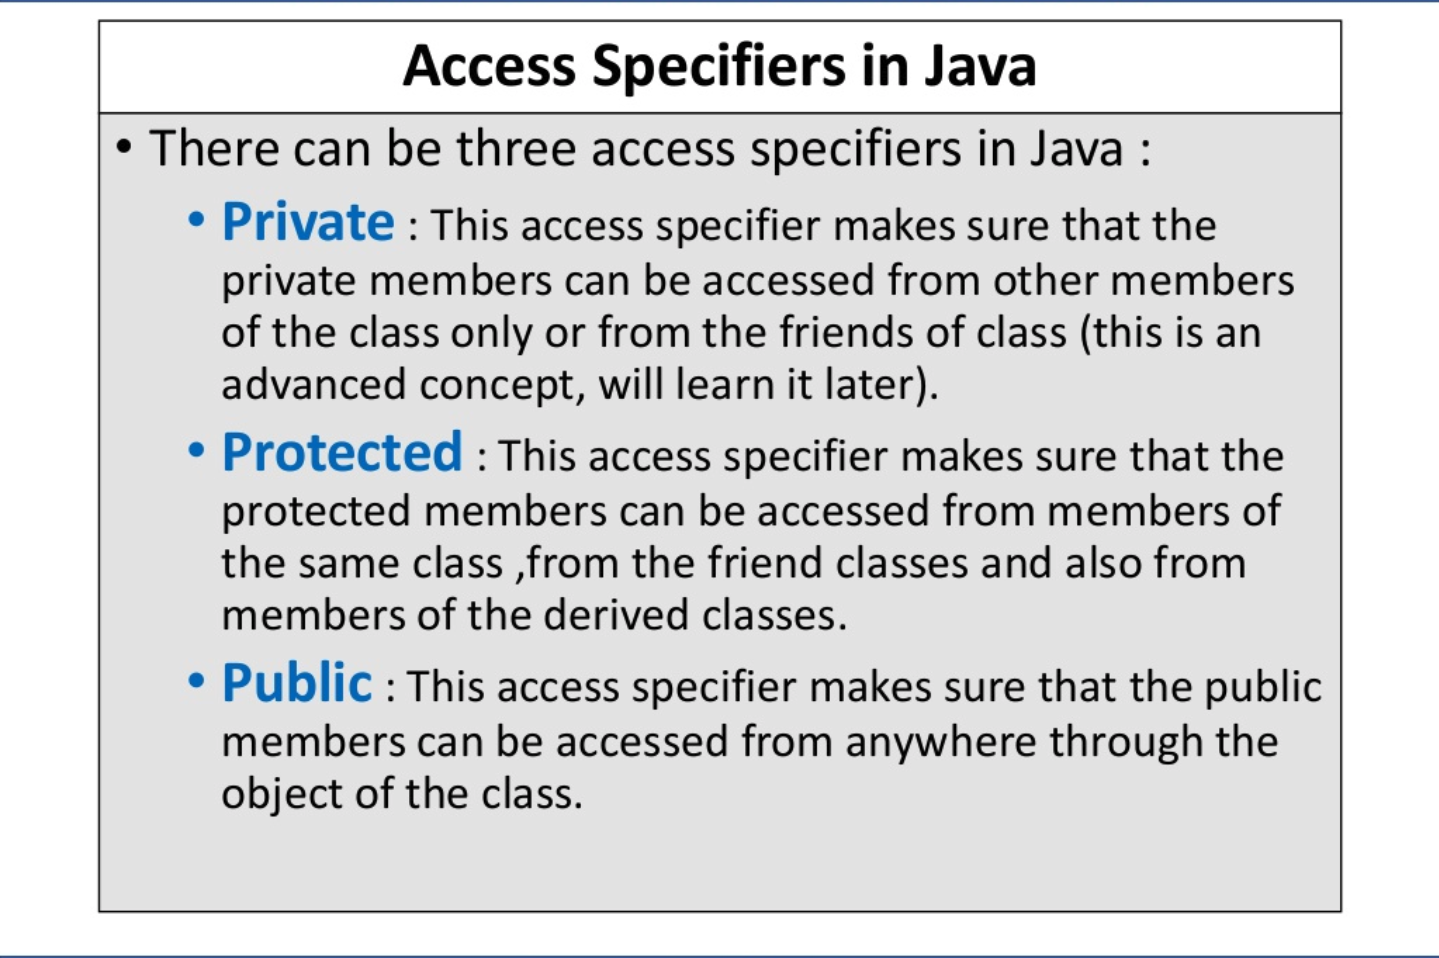 Access Specifiers in Java
• There can be three access specifiers in Java :
• Private : This access specifier makes sure that the
private members can be accessed from other members
of the class only or from the friends of class (this is an
advanced concept, will learn it later).
• Protected : This access specifier makes sure that the
protected members can be accessed from members of
the same class ,from the friend classes and also from
members of the derived classes.
• Public : This access specifier makes sure that the public
members can be accessed from anywhere through the
object of the class.